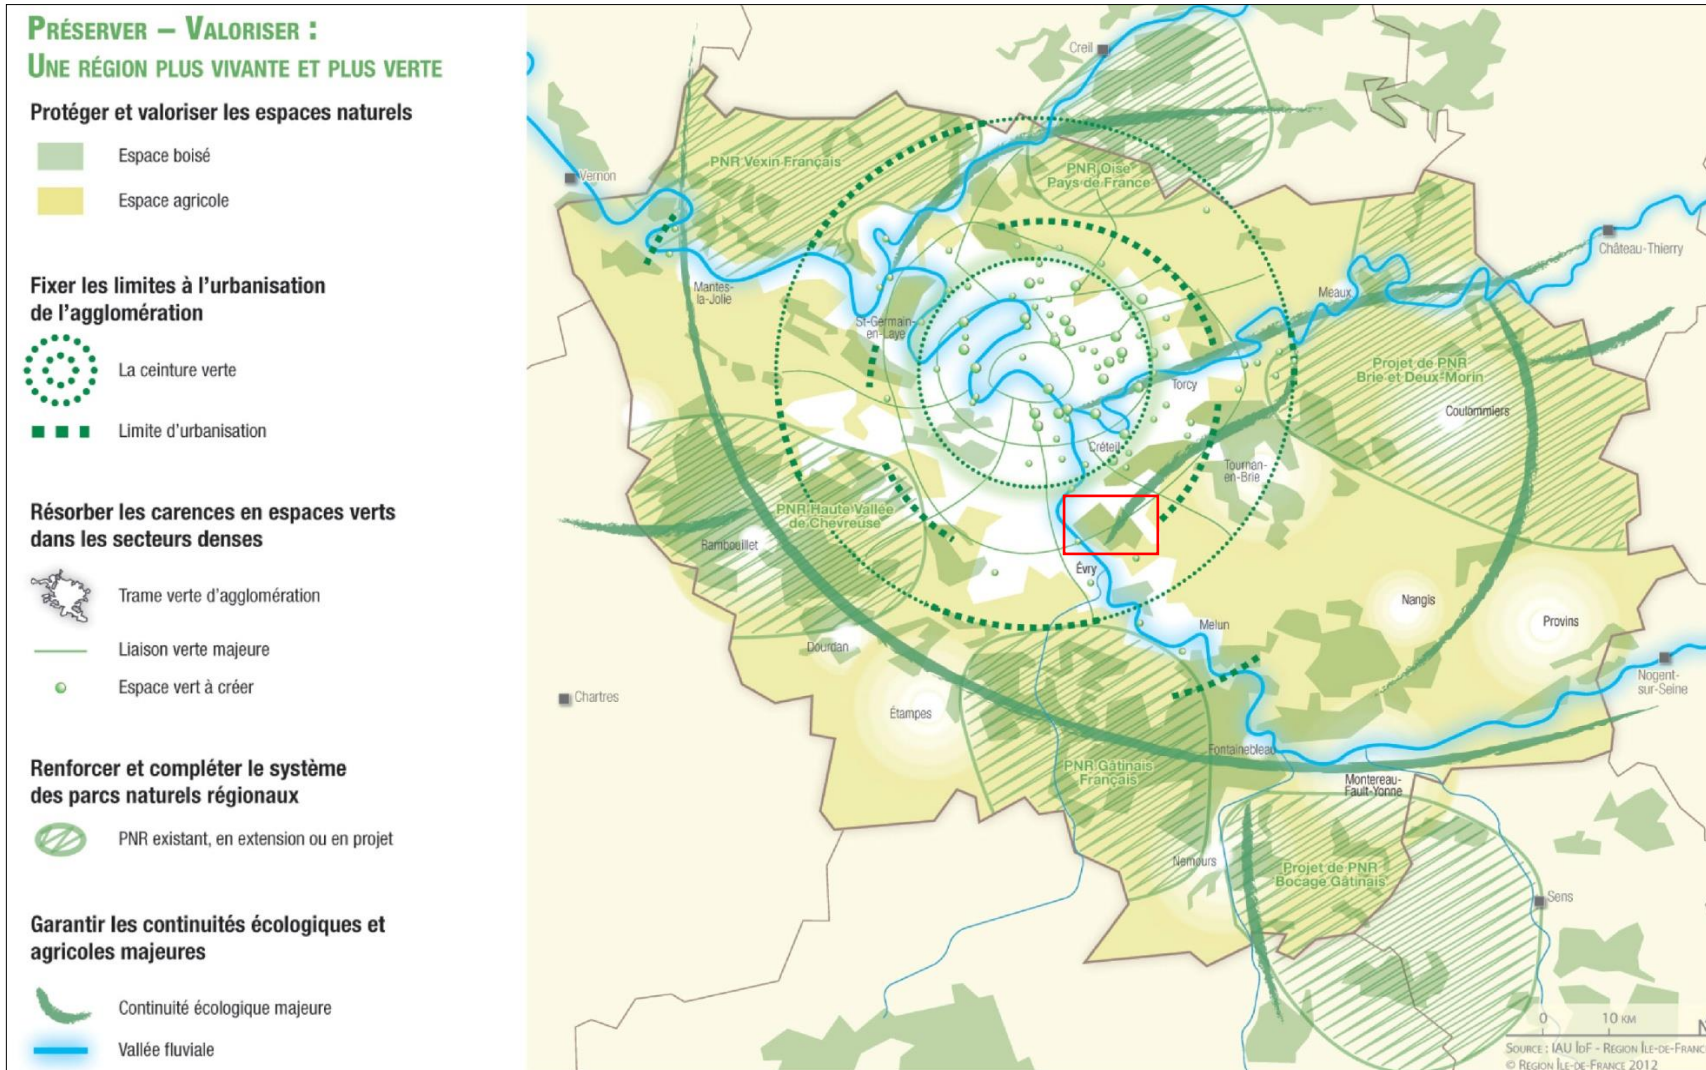 PRÉSERVER – VALORISER :
UNE RÉGION PLUS VIVANTE ET PLUS VERTE
Protéger et valoriser les espaces naturels
Espace boisé
Espace agricole
Fixer les limites à l'urbanisation
de l'agglomération
La ceinture verte
Limite d'urbanisation
Résorber les carences en espaces verts
dans les secteurs denses
Trame verte d'agglomération
Liaison verte majeure
Espace vert à créer
Renforcer et compléter le système
des parcs naturels régionaux
PNR existant, en extension ou en projet
Garantir les continuités écologiques et
agricoles majeures
Continuité écologique majeure
Vallée fluviale
Creil
PNR Vexin Français
PNR Oise
Pays de France
Vernon
Château-Thierry
Mantes-
la-Jolie
Meaux
St-Germain-
en-Laye
Projet de PNR
Brie et Deux-Morin
Torcy
Coulommiers
Créteil
Tournan-
en-Brie
PNR Haute Vallée
de Chevreuse
Rambouillet
Évry
Nangis
Provins
Melun
Dourdan
Nogent-
sur-Seine
Chartres
Étampes
Fontainebleau
PNR Gâtinais
Français
Montereau-
Fault-Yonne
Nemours
Projet de PNR
Bocage Gâtinais
Sens
0 10 KM
N
SOURCE : IAU IDF - RÉGION ÎLE-DE-FRANC
© RÉGION ÎLE-DE-FRANCE 2012